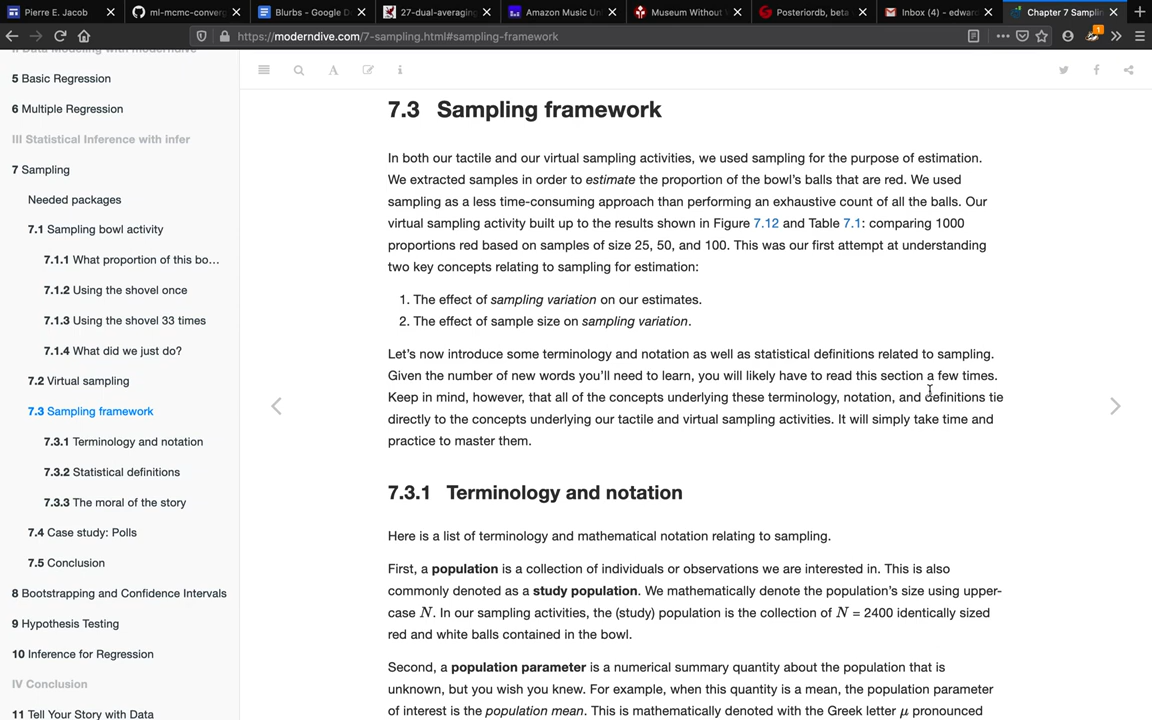 Pierre E. Jacob
ml-mcmc-converg
Blurbs - Google D
27-dual-averaging
Amazon Music Un
Museum Without
Posteriordb, beta
Inbox (4) - edward
Chapter 7 Samplin
https://moderndive.com/7-sampling.html#sampling-framework
1
II Data Modeling with moderndive
5 Basic Regression
6 Multiple Regression
III Statistical Inference with infer
7 Sampling
Needed packages
7.1 Sampling bowl activity
7.1.1 What proportion of this bo…
7.1.2 Using the shovel once
7.1.3 Using the shovel 33 times
7.1.4 What did we just do?
7.2 Virtual sampling
7.3 Sampling framework
7.3.1 Terminology and notation
7.3.2 Statistical definitions
7.3.3 The moral of the story
7.4 Case study: Polls
7.5 Conclusion
8 Bootstrapping and Confidence Intervals
9 Hypothesis Testing
10 Inference for Regression
IV Conclusion
11 Tell Your Story with Data
A
i
7.3 Sampling framework
In both our tactile and our virtual sampling activities, we used sampling for the purpose of estimation.
We extracted samples in order to estimate the proportion of the bowl's balls that are red. We used
sampling as a less time-consuming approach than performing an exhaustive count of all the balls. Our
virtual sampling activity built up to the results shown in Figure 7.12 and Table 7.1: comparing 1000
proportions red based on samples of size 25, 50, and 100. This was our first attempt at understanding
two key concepts relating to sampling for estimation:
1. The effect of sampling variation on our estimates.
2. The effect of sample size on sampling variation.
Let's now introduce some terminology and notation as well as statistical definitions related to sampling.
Given the number of new words you'll need to learn, you will likely have to read this section a few times.
Keep in mind, however, that all of the concepts underlying these terminology, notation, and definitions tie
directly to the concepts underlying our tactile and virtual sampling activities. It will simply take time and
practice to master them.
7.3.1 Terminology and notation
Here is a list of terminology and mathematical notation relating to sampling.
First, a population is a collection of individuals or observations we are interested in. This is also
commonly denoted as a study population. We mathematically denote the population's size using upper-
case N. In our sampling activities, the (study) population is the collection of N = 2400 identically sized
red and white balls contained in the bowl.
Second, a population parameter is a numerical summary quantity about the population that is
unknown, but you wish you knew. For example, when this quantity is a mean, the population parameter
of interest is the population mean. This is mathematically denoted with the Greek letter μ pronounced